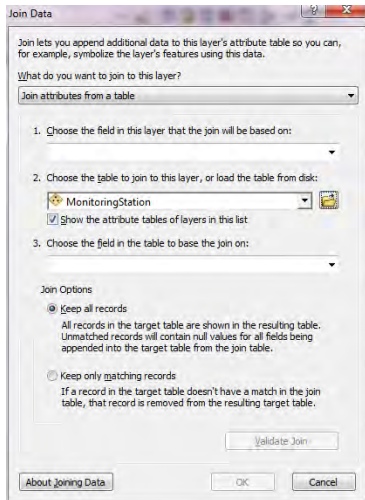 Join Data
Join lets you append additional data to this layer's attribute table so you can,
for example, symbolize the layer's features using this data.
What do you want to join to this layer?
Join attributes from a table
1. Choose the field in this layer that the join will be based on:
2. Choose the table to join to this layer, or load the table from disk:
MonitoringStation
Show the attribute tables of layers in this list
3. Choose the field in the table to base the join on:
Join Options
Keep all records
All records in the target table are shown in the resulting table.
Unmatched records will contain null values for all fields being
appended into the target table from the join table.
Keep only matching records
If a record in the target table doesn't have a match in the join
table, that record is removed from the resulting target table.
Validate Join
About Joining Data OK Cancel